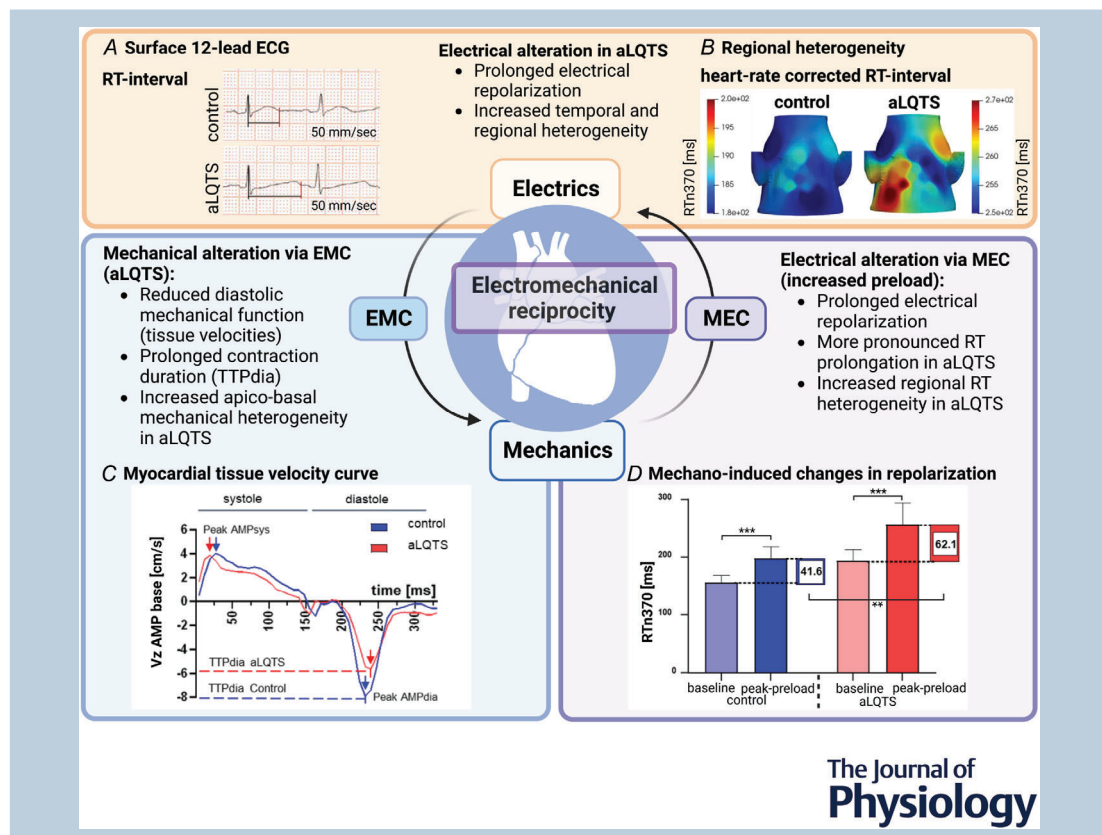 A Surface 12-lead ECG
RT-interval
control
50 mm/sec
aLQTS
50 mm/sec
Electrical alteration in aLQTS
• Prolonged electrical
repolarization
• Increased temporal and
regional heterogeneity
B Regional heterogeneity
heart-rate corrected RT-interval
control
aLQTS
RTn370 [ms]
2.0e+02
195
190
185
1.8e+02
2.7e+02
265
260
255
2.5e+02
RTn370 [ms]
Electrics
Electromechanical
reciprocity
EMC
MEC
Mechanics
Mechanical alteration via EMC
(aLQTS):
• Reduced diastolic
mechanical function
(tissue velocities)
• Prolonged contraction
duration (TTPdia)
• Increased apico-basal
mechanical heterogeneity
in aLQTS
Electrical alteration via MEC
(increased preload):
• Prolonged electrical
repolarization
• More pronounced RT
prolongation in aLQTS
• Increased regional RT
heterogeneity in aLQTS
C Myocardial tissue velocity curve
systole
diastole
Vz AMP base [cm/s]
6
4
2
0
-2
-4
-6
-8
Peak AMPsys
control
aLQTS
time [ms]
50
100
150
200
250
300
TTPdia aLQTS
TTPdia Control
Peak AMPdia
D Mechano-induced changes in repolarization
RTn370 [ms]
300
200
100
0
***
41.6
***
62.1
**
baseline peak-preload
control
baseline peak-preload
aLQTS
The Journal of
Physiology